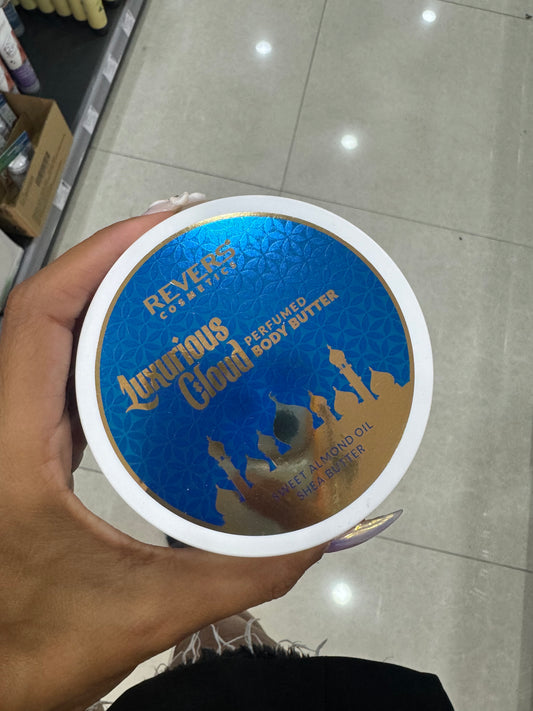 REVERS
COSMETICS
Luxurious
Cloud
PERFUMED
BODY BUTTER
SWEET ALMOND OIL
SHEA BUTTER